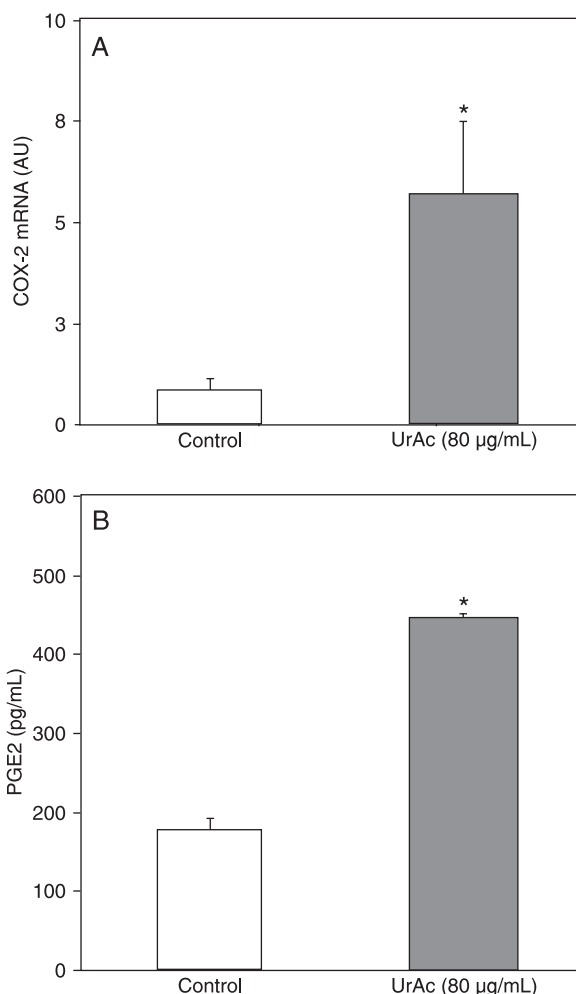 A
10
8
5
3
0
COX-2 mRNA (AU)
*
Control
UrAc (80 µg/mL)
B
600
500
400
300
200
100
0
PGE2 (pg/mL)
*
Control
UrAc (80 µg/mL)